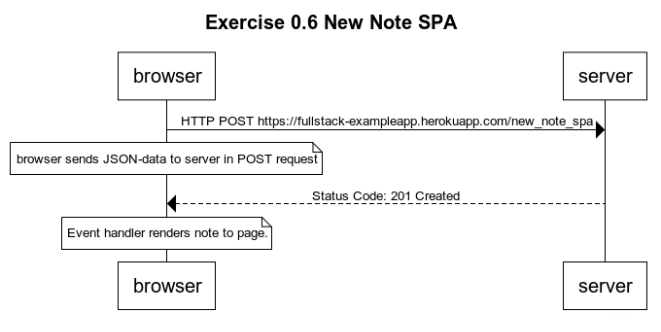 Exercise 0.6 New Note SPA
browser
server
HTTP POST https://fullstack-exampleapp.herokuapp.com/new_note_spa
browser sends JSON-data to server in POST request
Status Code: 201 Created
Event handler renders note to page.
browser
server